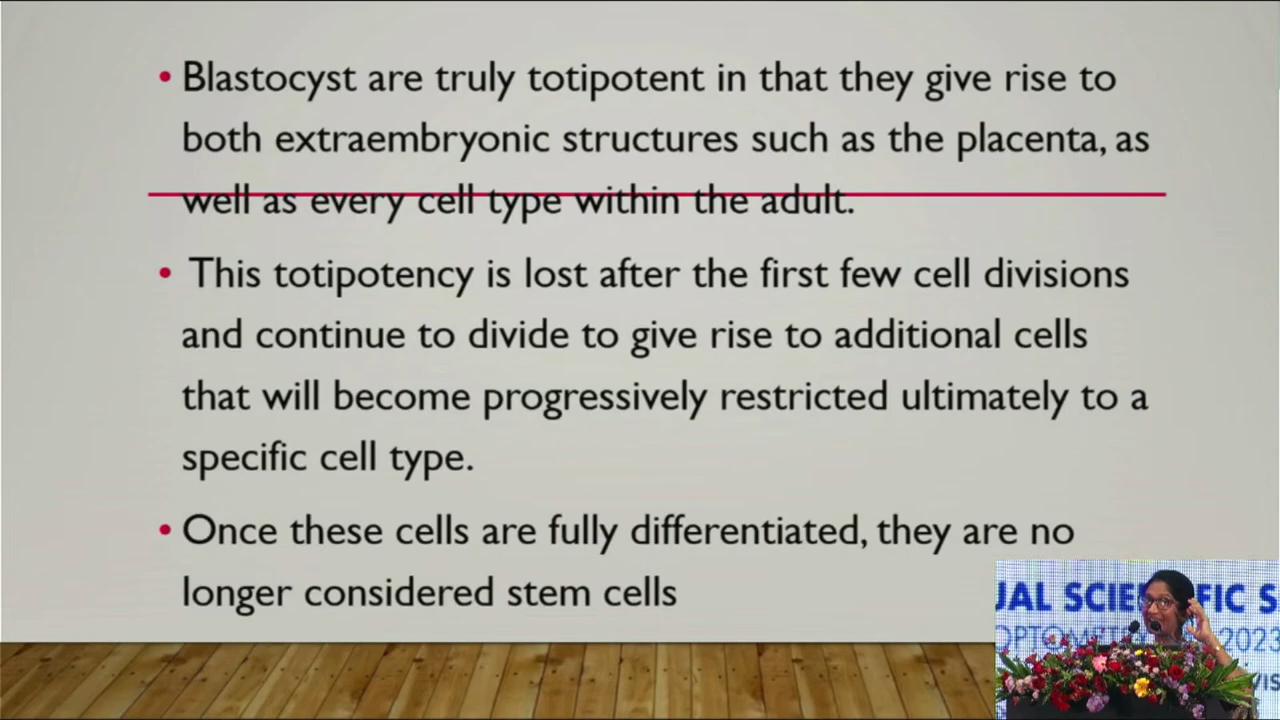 • Blastocyst are truly totipotent in that they give rise to
both extraembryonic structures such as the placenta, as
well as every cell type within the adult.
• This totipotency is lost after the first few cell divisions
and continue to divide to give rise to additional cells
that will become progressively restricted ultimately to a
specific cell type.
• Once these cells are fully differentiated, they are no
longer considered stem cells
UAL SCIE FIC S
OPTOMET 2023
VIS